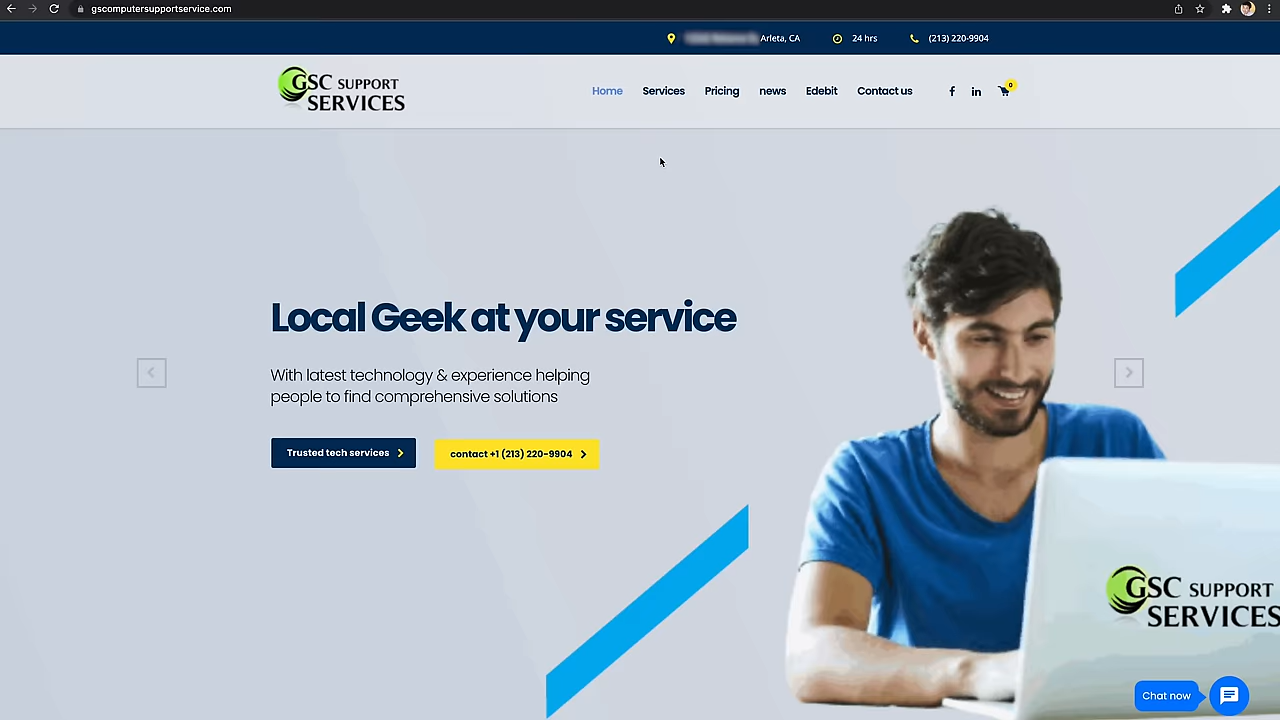 gscomputersupportservice.com
Arleta, CA 24 hrs (213) 220-9904
GSC SUPPORT
SERVICES
Home Services Pricing news Edebit Contact us 0
Local Geek at your service
With latest technology & experience helping
people to find comprehensive solutions
Trusted tech services contact +1 (213) 220-9904
GSC SUPPORT
SERVICES
Chat now